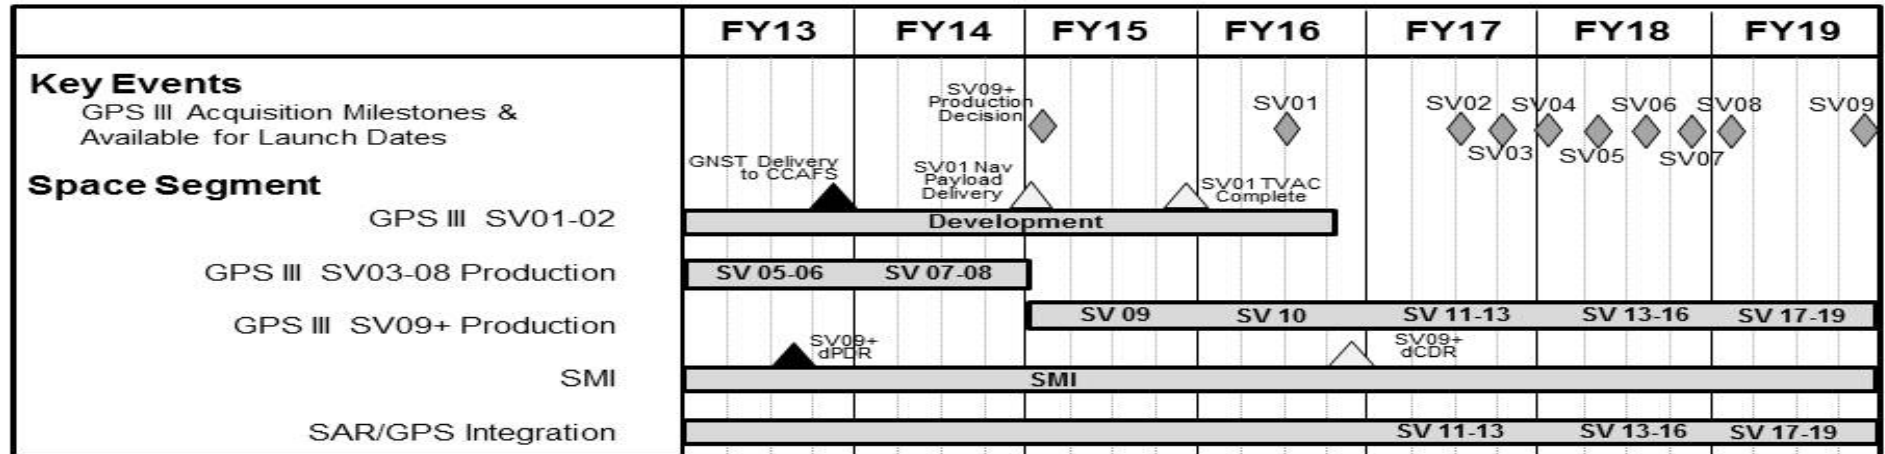 FY13 FY14 FY15 FY16 FY17 FY18 FY19
Key Events
GPS III Acquisition Milestones &
Available for Launch Dates
SV09+
Production
Decision
SV01
SV02
SV03
SV04
SV05
SV06
SV07
SV08
SV09
Space Segment
GNST Delivery
to CCAFS
SV01 Nav
Payload
Delivery
SV01 TVAC
Complete
GPS III SV01-02
Development
GPS III SV03-08 Production
SV 05-06 SV 07-08
GPS III SV09+ Production
SV 09 SV 10 SV 11-13 SV 13-16 SV 17-19
SV09+
dPDR
SV09+
dCDR
SMI
SMI
SAR/GPS Integration
SV 11-13 SV 13-16 SV 17-19